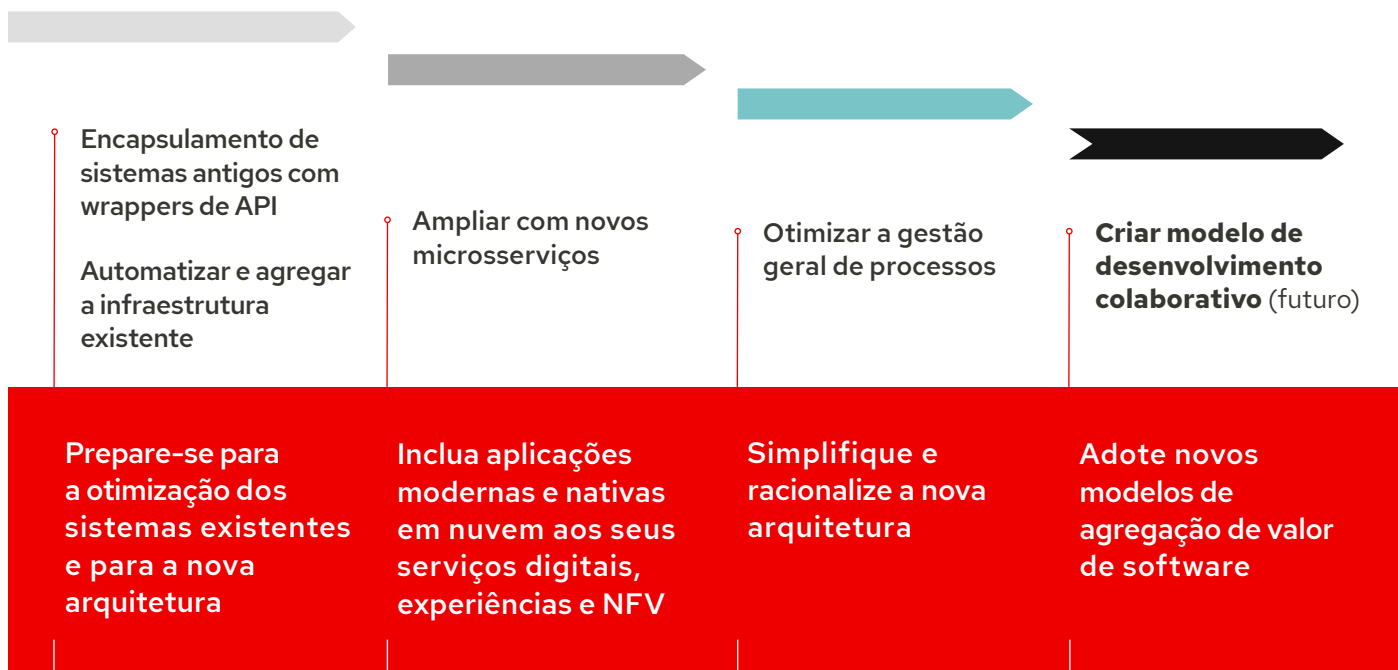 Encapsulamento de
sistemas antigos com
wrappers de API
Automatizar e agregar
a infraestrutura
existente
Ampliar com novos
microsserviços
Otimizar a gestão
geral de processos
Criar modelo de
desenvolvimento
colaborativo (futuro)
Prepare-se para
a otimização dos
sistemas existentes
e para a nova
arquitetura
Inclua aplicações
modernas e nativas
em nuvem aos seus
serviços digitais,
experiências e NFV
Simplifique e
racionalize a nova
arquitetura
Adote novos
modelos de
agregação de valor
de software